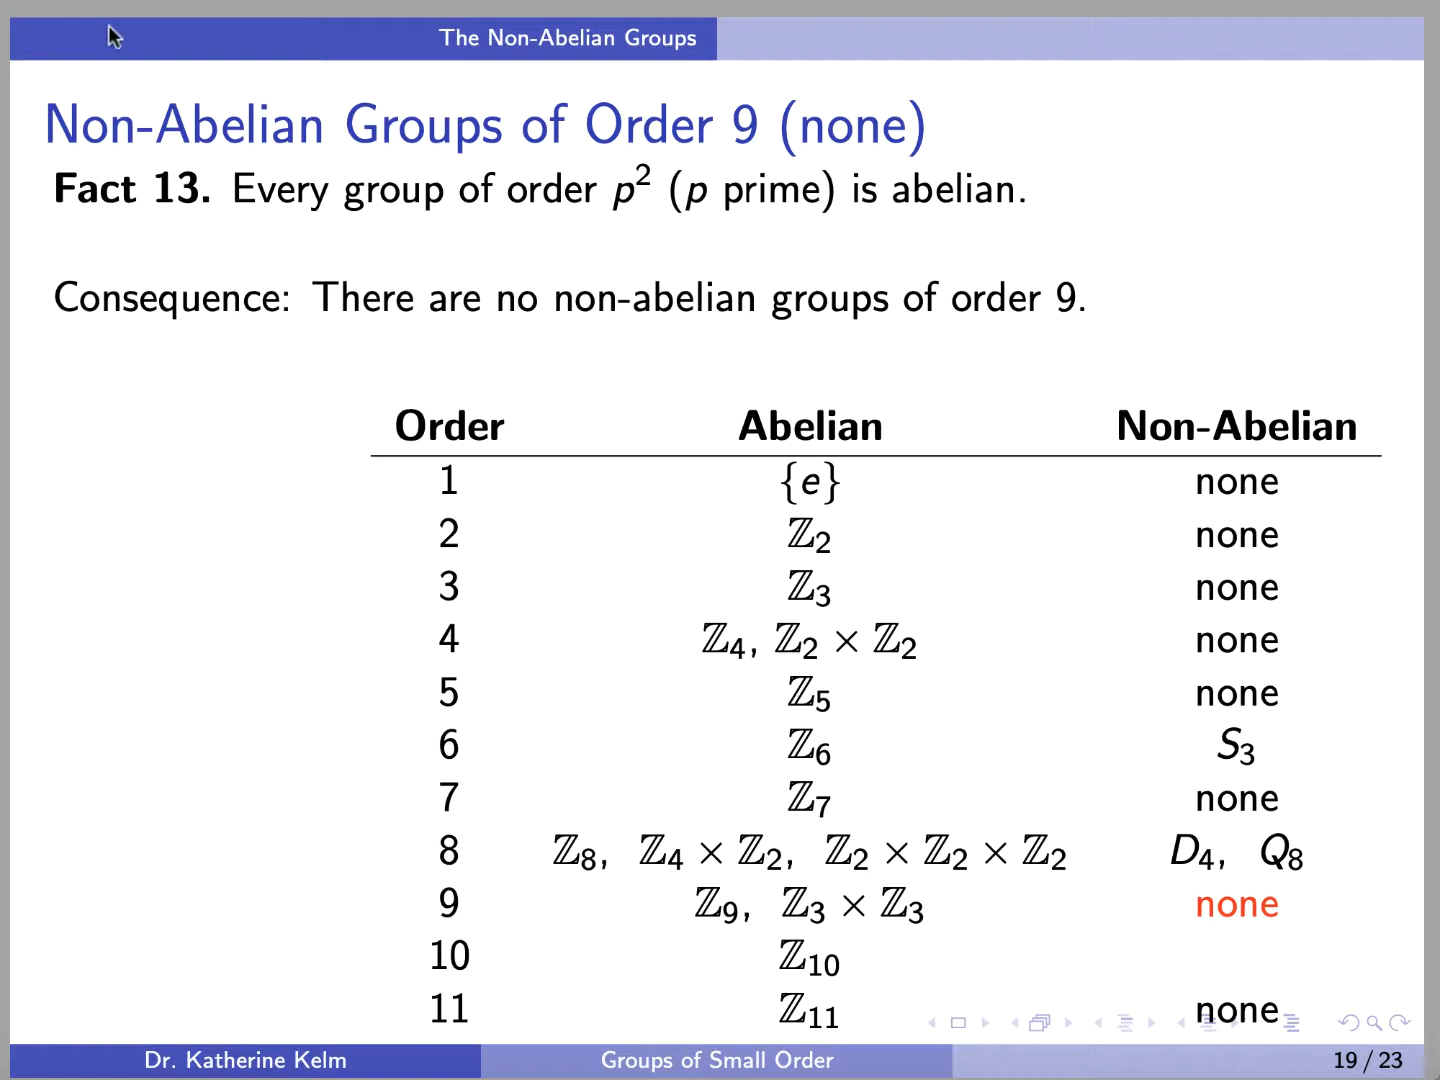 The Non-Abelian Groups
Non-Abelian Groups of Order 9 (none)
Fact 13. Every group of order p² (p prime) is abelian.
Consequence: There are no non-abelian groups of order 9.
Order Abelian Non-Abelian
1 {e} none
2 ℤ₂ none
3 ℤ₃ none
4 ℤ₄, ℤ₂ × ℤ₂ none
5 ℤ₅ none
6 ℤ₆ S₃
7 ℤ₇ none
8 ℤ₈, ℤ₄ × ℤ₂, ℤ₂ × ℤ₂ × ℤ₂ D₄, Q₈
9 ℤ₉, ℤ₃ × ℤ₃ none
10 ℤ₁₀
11 ℤ₁₁ none
Dr. Katherine Kelm Groups of Small Order 19 / 23